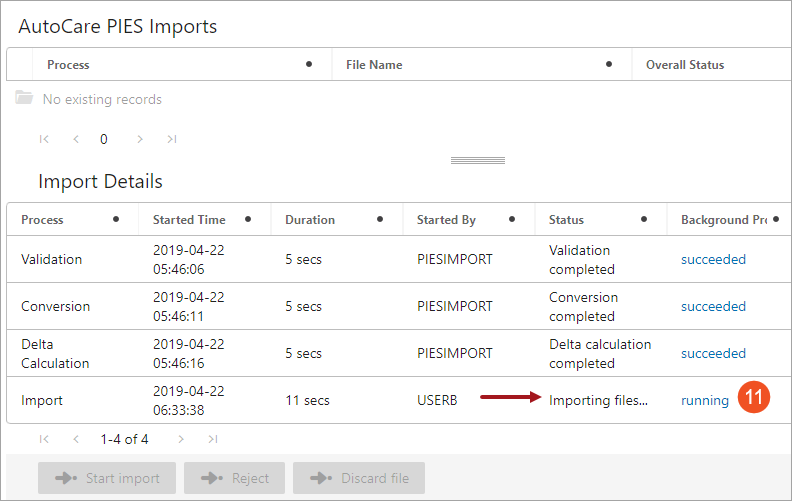 AutoCare PIES Imports
Process File Name Overall Status
No existing records
0
Import Details
Process Started Time Duration Started By Status Background Pro
Validation 2019-04-22 05:46:06 5 secs PIESIMPORT Validation completed succeeded
Conversion 2019-04-22 05:46:11 5 secs PIESIMPORT Conversion completed succeeded
Delta Calculation 2019-04-22 05:46:16 5 secs PIESIMPORT Delta calculation completed succeeded
Import 2019-04-22 06:33:38 11 secs USERB Importing files... running 11
1-4 of 4
Start import Reject Discard file